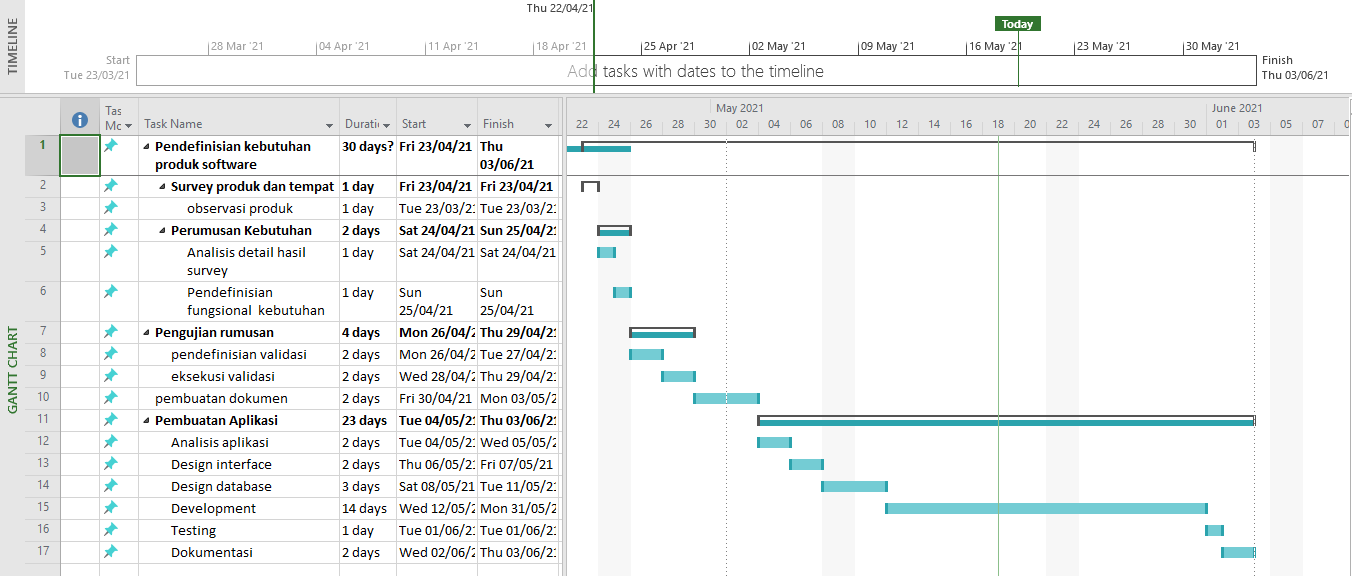 Thu 22/04/21
Today
28 Mar '21 04 Apr '21 11 Apr '21 18 Apr '21 25 Apr '21 02 May '21 09 May '21 16 May '21 23 May '21 30 May '21
Start
Tue 23/03/21
Add tasks with dates to the timeline
Finish
Thu 03/06/21
TIMELINE
GANTT CHART
Tas
Mc Task Name Durati Start Finish
May 2021 June 2021
22 24 26 28 30 02 04 06 08 10 12 14 16 18 20 22 24 26 28 30 01 03 05 07 0
1 Pendefinisian kebutuhan produk software 30 days? Fri 23/04/21 Thu 03/06/21
2 Survey produk dan tempat 1 day Fri 23/04/21 Fri 23/04/21
3 observasi produk 1 day Tue 23/03/2 Tue 23/03/2
4 Perumusan Kebutuhan 2 days Sat 24/04/21 Sun 25/04/21
5 Analisis detail hasil survey 1 day Sat 24/04/21 Sat 24/04/21
6 Pendefinisian fungsional kebutuhan 1 day Sun 25/04/21 Sun 25/04/21
7 Pengujian rumusan 4 days Mon 26/04/2 Thu 29/04/21
8 pendefinisian validasi 2 days Mon 26/04/2 Tue 27/04/21
9 eksekusi validasi 2 days Wed 28/04/2 Thu 29/04/21
10 pembuatan dokumen 2 days Fri 30/04/21 Mon 03/05/2
11 Pembuatan Aplikasi 23 days Tue 04/05/21 Thu 03/06/21
12 Analisis aplikasi 2 days Tue 04/05/21 Wed 05/05/2
13 Design interface 2 days Thu 06/05/21 Fri 07/05/21
14 Design database 3 days Sat 08/05/21 Tue 11/05/21
15 Development 14 days Wed 12/05/2 Mon 31/05/2
16 Testing 1 day Tue 01/06/21 Tue 01/06/21
17 Dokumentasi 2 days Wed 02/06/2 Thu 03/06/21